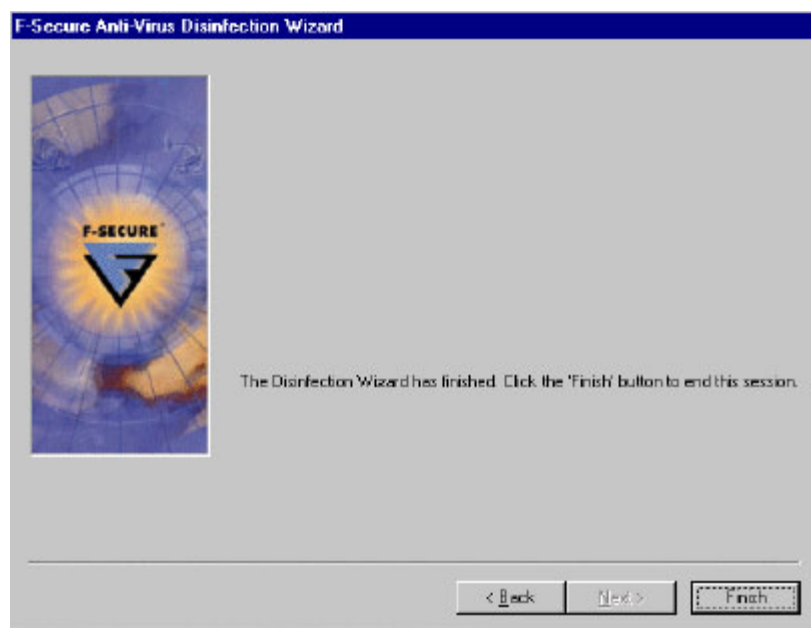 F-Secure Anti-Virus Disinfection Wizard
F-SECURE
The Disinfection Wizard has finished. Click the 'Finish' button to end this session.
< Back
Next >
Finish